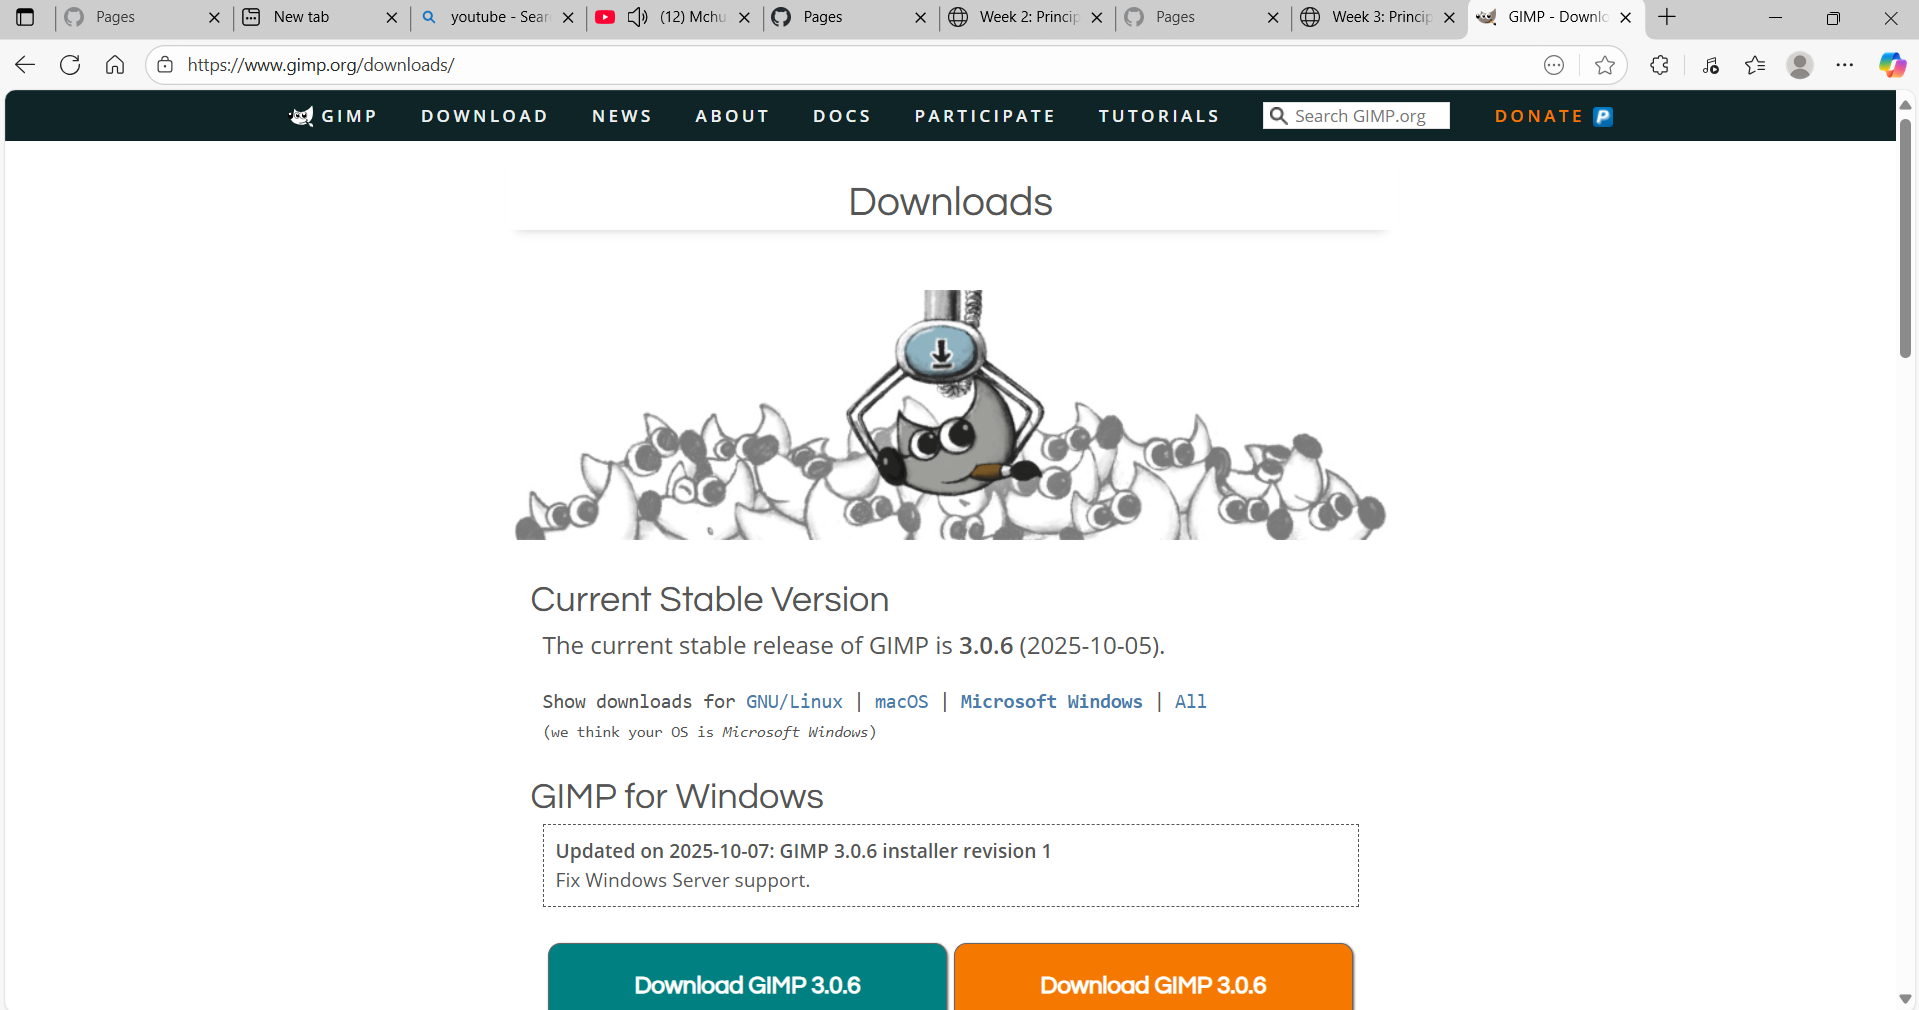 Pages
New tab
youtube - Sear
(12) Mchu
Pages
Week 2: Princip
Pages
Week 3: Princip
GIMP - Downlo
https://www.gimp.org/downloads/
GIMP
DOWNLOAD
NEWS
ABOUT
DOCS
PARTICIPATE
TUTORIALS
Search GIMP.org
DONATE
Downloads
Current Stable Version
The current stable release of GIMP is 3.0.6 (2025-10-05).
Show downloads for GNU/Linux | macOS | Microsoft Windows | All
(we think your OS is Microsoft Windows)
GIMP for Windows
Updated on 2025-10-07: GIMP 3.0.6 installer revision 1
Fix Windows Server support.
Download GIMP 3.0.6
Download GIMP 3.0.6